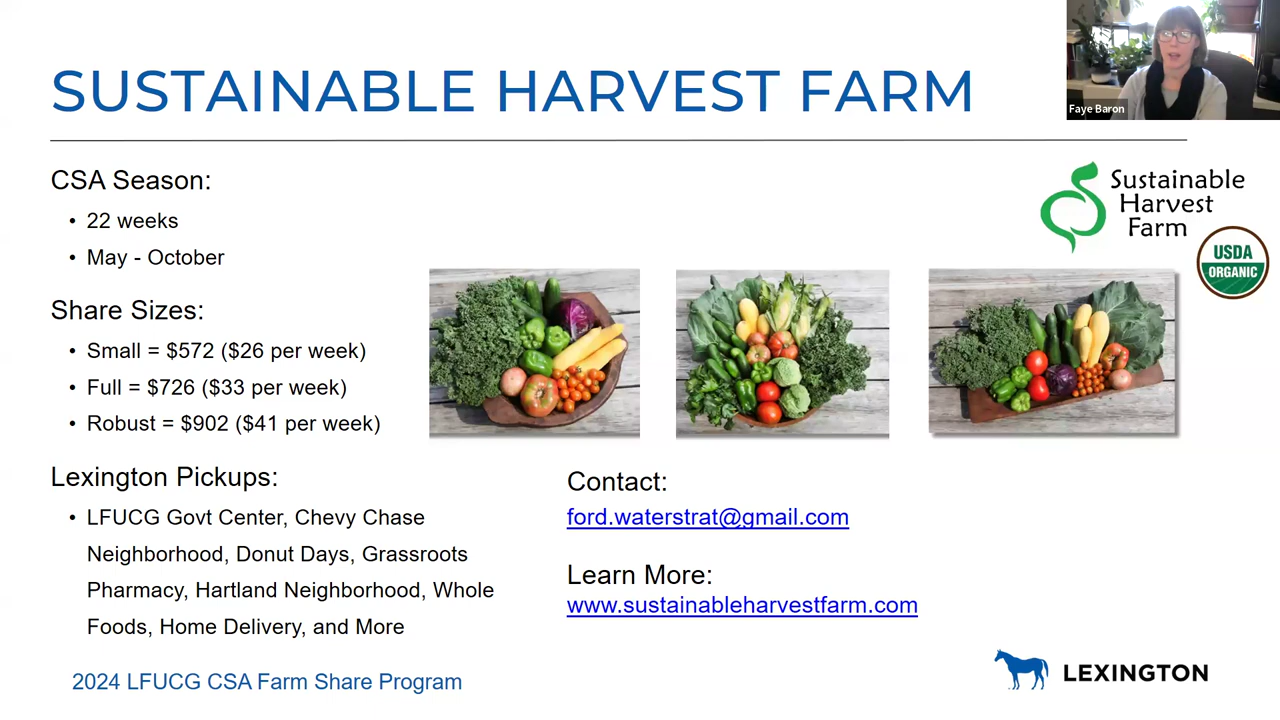 SUSTAINABLE HARVEST FARM
Faye Baron
CSA Season:
• 22 weeks
• May - October
Share Sizes:
• Small = $572 ($26 per week)
• Full = $726 ($33 per week)
• Robust = $902 ($41 per week)
Lexington Pickups:
• LFUCG Govt Center, Chevy Chase
Neighborhood, Donut Days, Grassroots
Pharmacy, Hartland Neighborhood, Whole
Foods, Home Delivery, and More
Sustainable
Harvest
Farm
USDA
ORGANIC
Contact:
ford.waterstrat@gmail.com
Learn More:
www.sustainableharvestfarm.com
2024 LFUCG CSA Farm Share Program
LEXINGTON